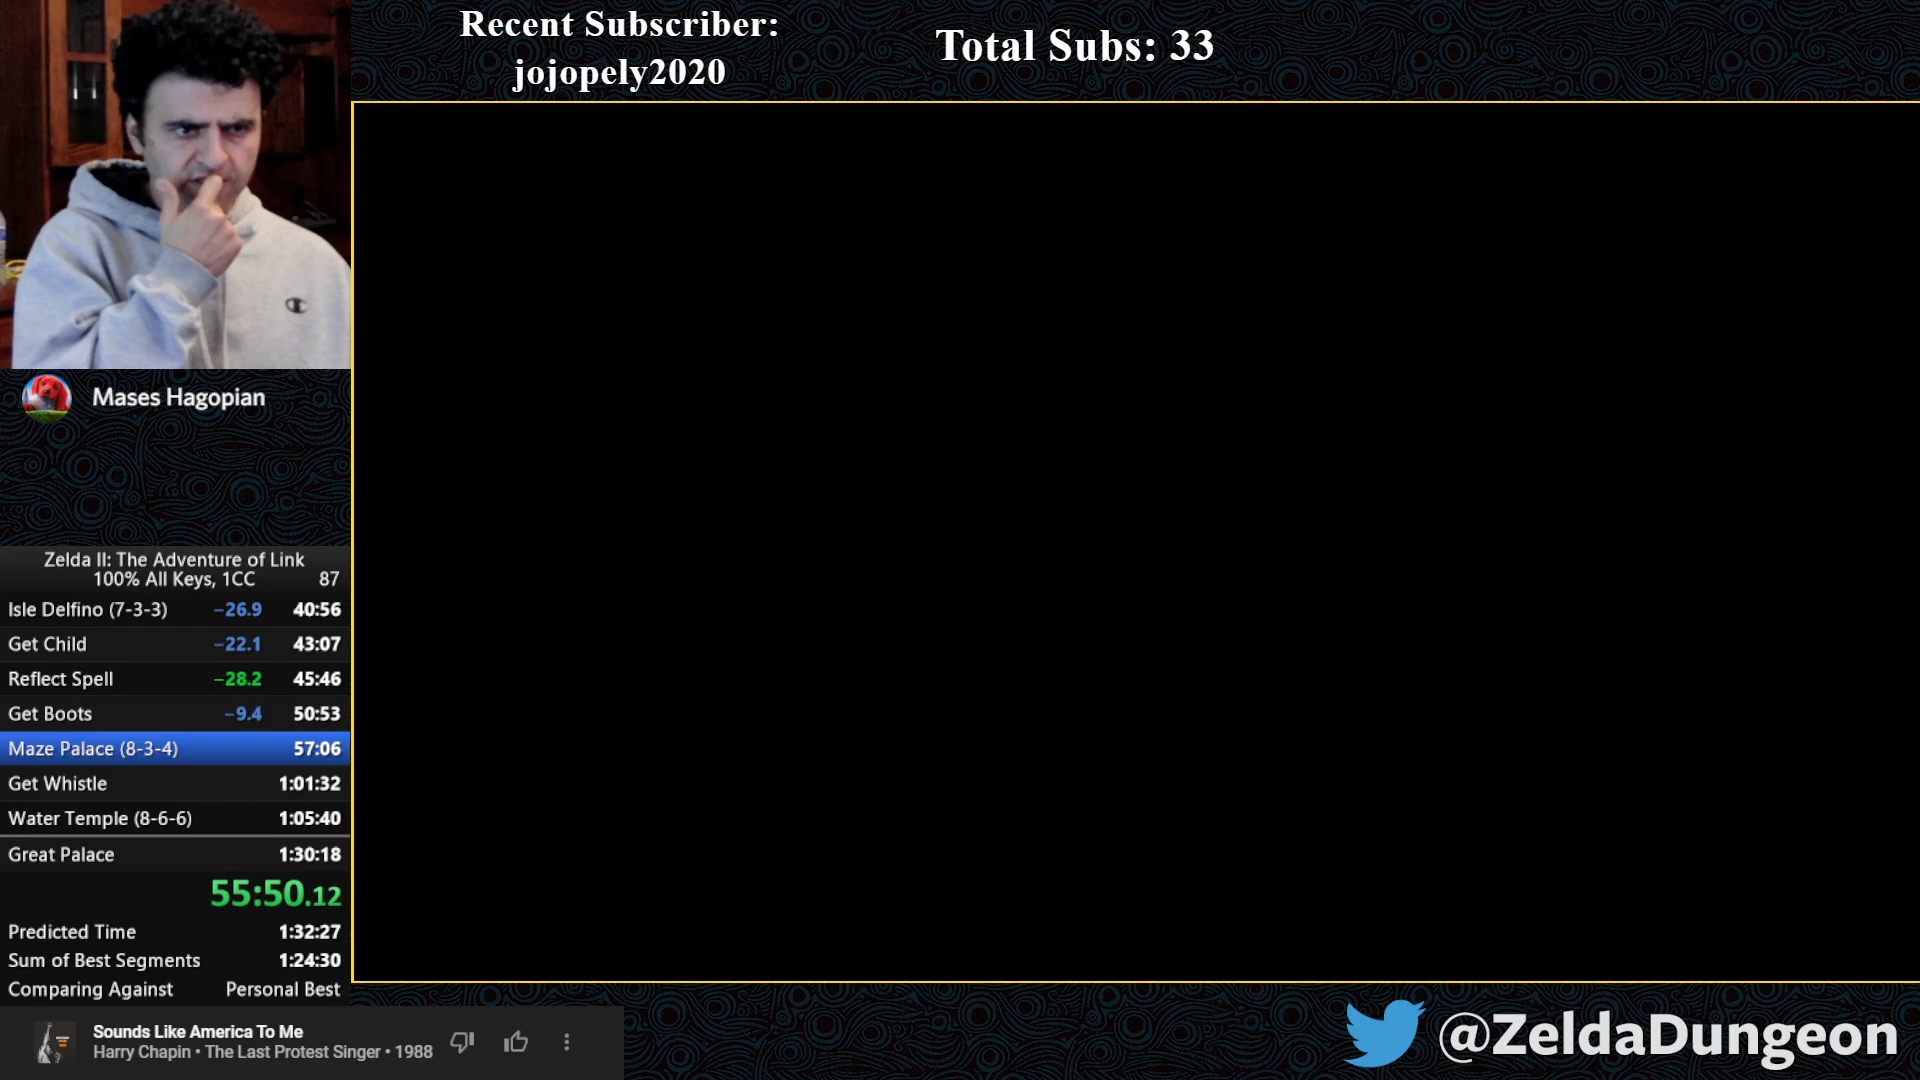 Recent Subscriber:
jojopely2020
Total Subs: 33
Mases Hagopian
Zelda II: The Adventure of Link
100% All Keys, 1CC 87
Isle Delfino (7-3-3) −26.9 40:56
Get Child −22.1 43:07
Reflect Spell −28.2 45:46
Get Boots −9.4 50:53
Maze Palace (8-3-4) 57:06
Get Whistle 1:01:32
Water Temple (8-6-6) 1:05:40
Great Palace 1:30:18
55:50.12
Predicted Time 1:32:27
Sum of Best Segments 1:24:30
Comparing Against Personal Best
Sounds Like America To Me
Harry Chapin • The Last Protest Singer • 1988
@ZeldaDungeon